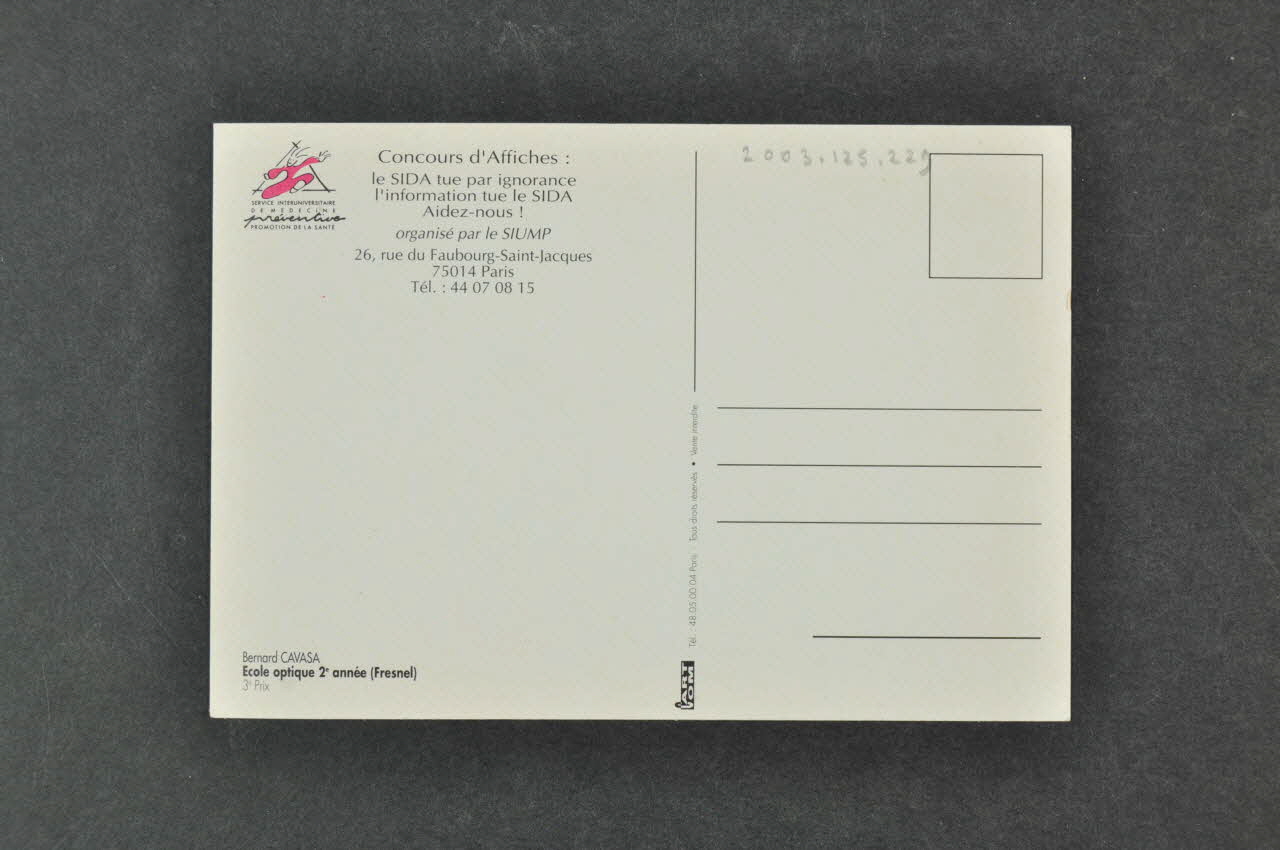 SERVICE INTERUNIVERSITAIRE
DE MEDECINE
préventive
PROMOTION DE LA SANTÉ
Concours d'Affiches :
le SIDA tue par ignorance
l'information tue le SIDA
Aidez-nous !
organisé par le SIUMP
26, rue du Faubourg-Saint-Jacques
75014 Paris
Tél. : 44 07 08 15
Bernard CAVASA
Ecole optique 2e année (Fresnel)
3e Prix
Tél. : 48 05 00 04 Paris Tous droits réservés • Vente interdite
2003.125.229